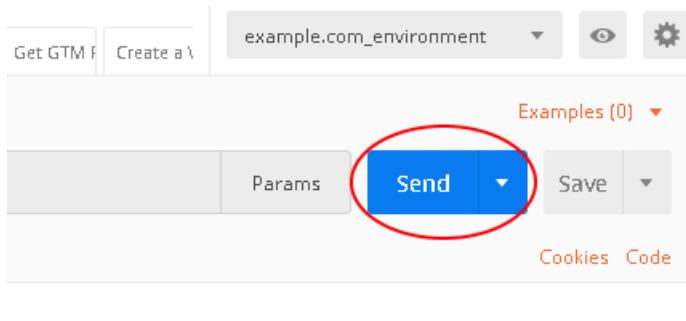 example.com_environment
Get GTM Create a
Examples (0)
Params Send Save
Cookies Code